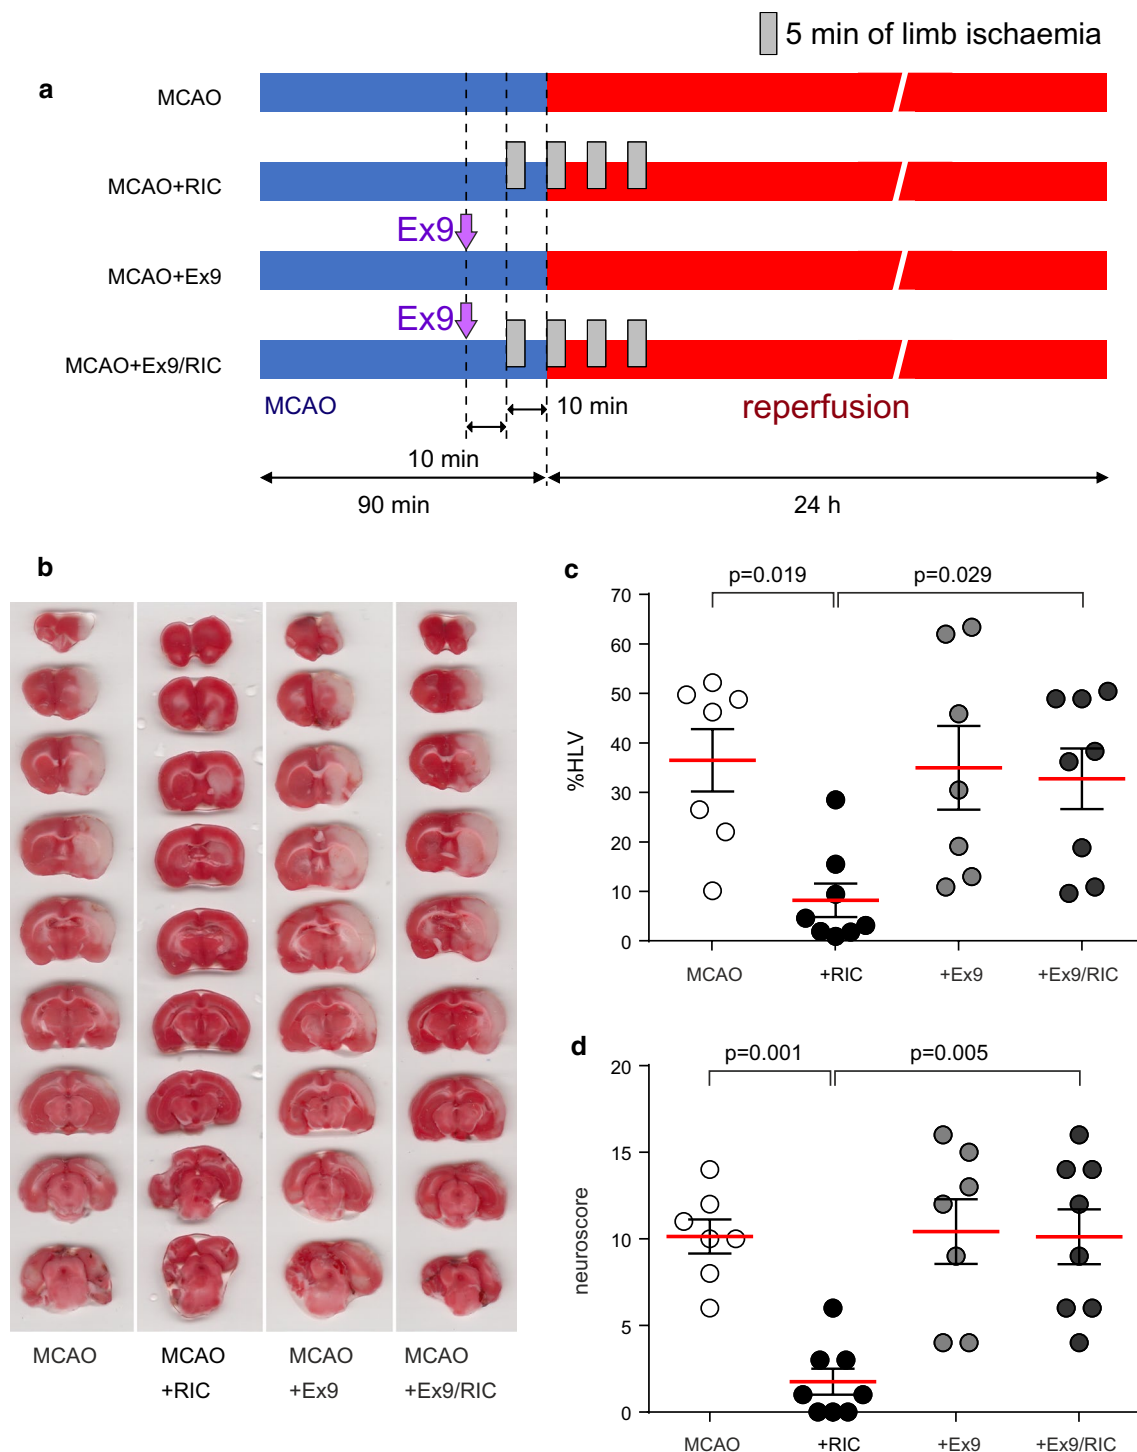 5 min of limb ischaemia
a
MCAO
MCAO+RIC
Ex9
MCAO+Ex9
Ex9
MCAO+Ex9/RIC
MCAO
10 min
reperfusion
10 min
90 min
24 h
b
MCAO
MCAO
MCAO
MCAO
+RIC
+Ex9
+Ex9/RIC
c
p=0.019
p=0.029
70
60
50
40
30
20
10
0
%HLV
MCAO
+RIC
+Ex9
+Ex9/RIC
d
p=0.001
p=0.005
20
15
10
5
0
neuroscore
MCAO
+RIC
+Ex9
+Ex9/RIC